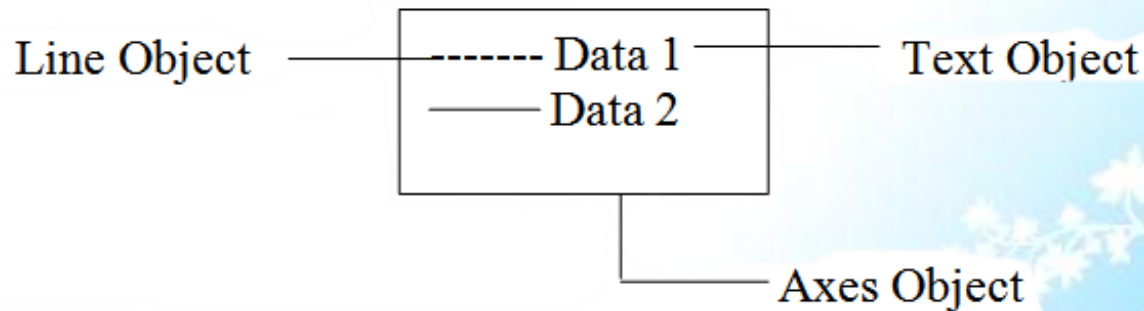 Line Object
Data 1
Text Object
Data 2
Axes Object